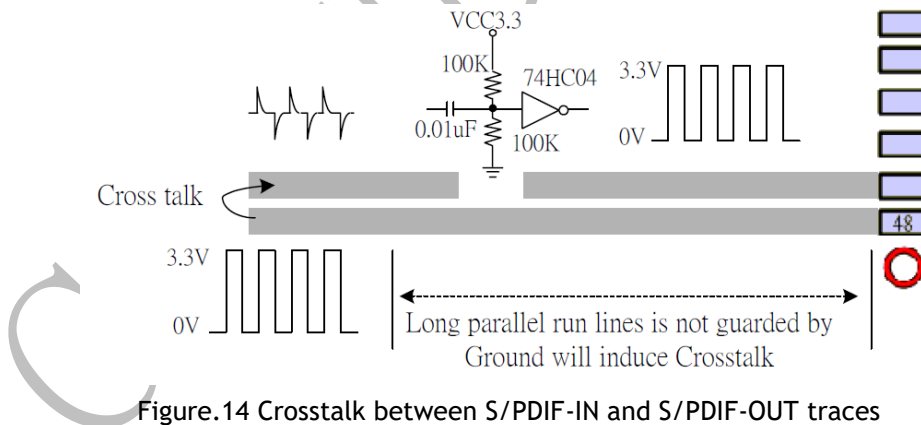 VCC3.3
100K
74HC04
3.3V
0.01uF
100K
0V
Cross talk
48
3.3V
0V
Long parallel run lines is not guarded by
Ground will induce Crosstalk
Figure.14 Crosstalk between S/PDIF-IN and S/PDIF-OUT traces